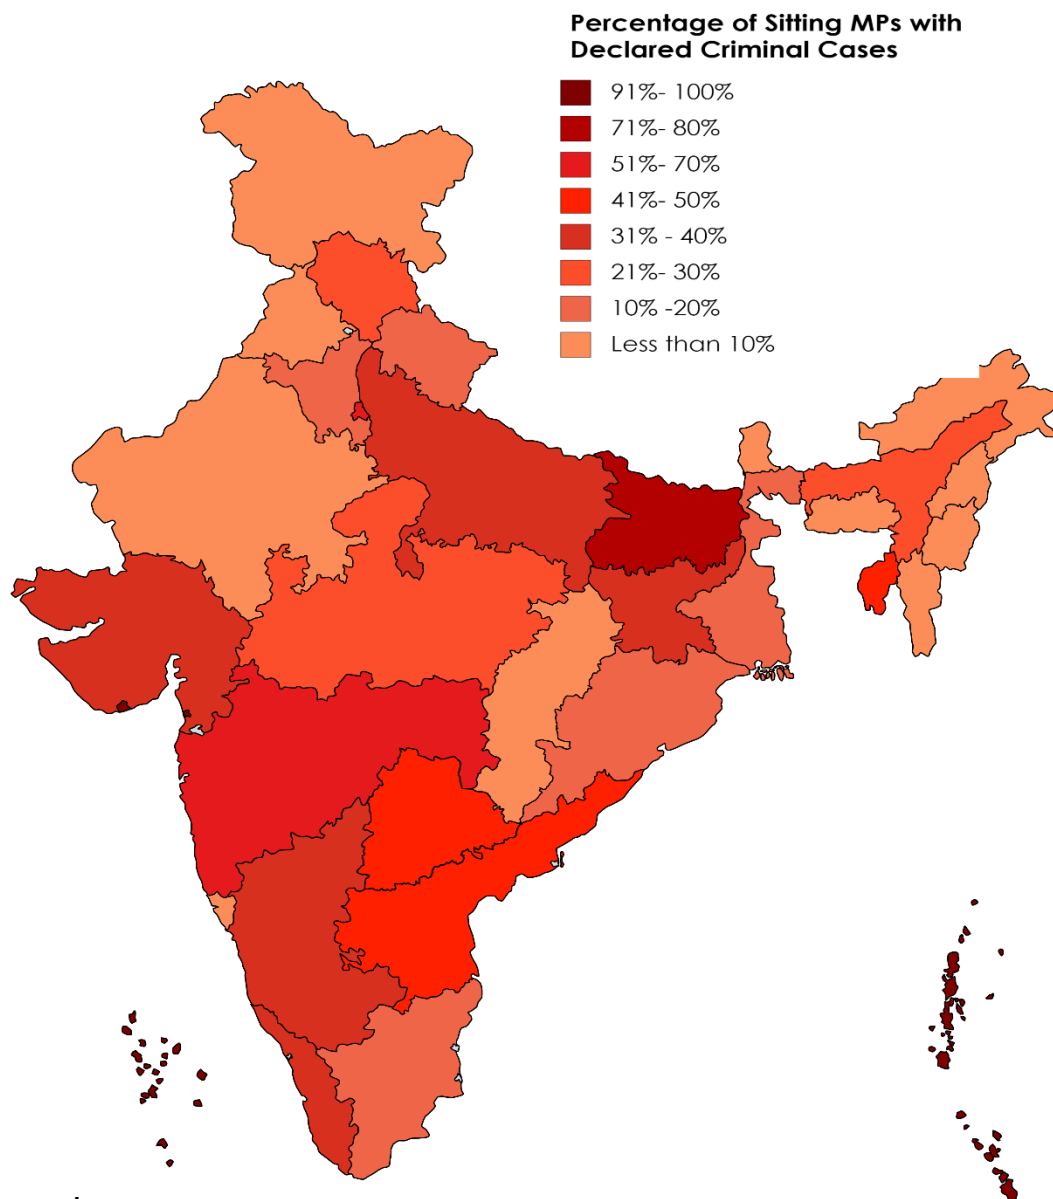 Percentage of Sitting MPs with
Declared Criminal Cases
91%- 100%
71%- 80%
51%- 70%
41%- 50%
31% - 40%
21%- 30%
10% -20%
Less than 10%